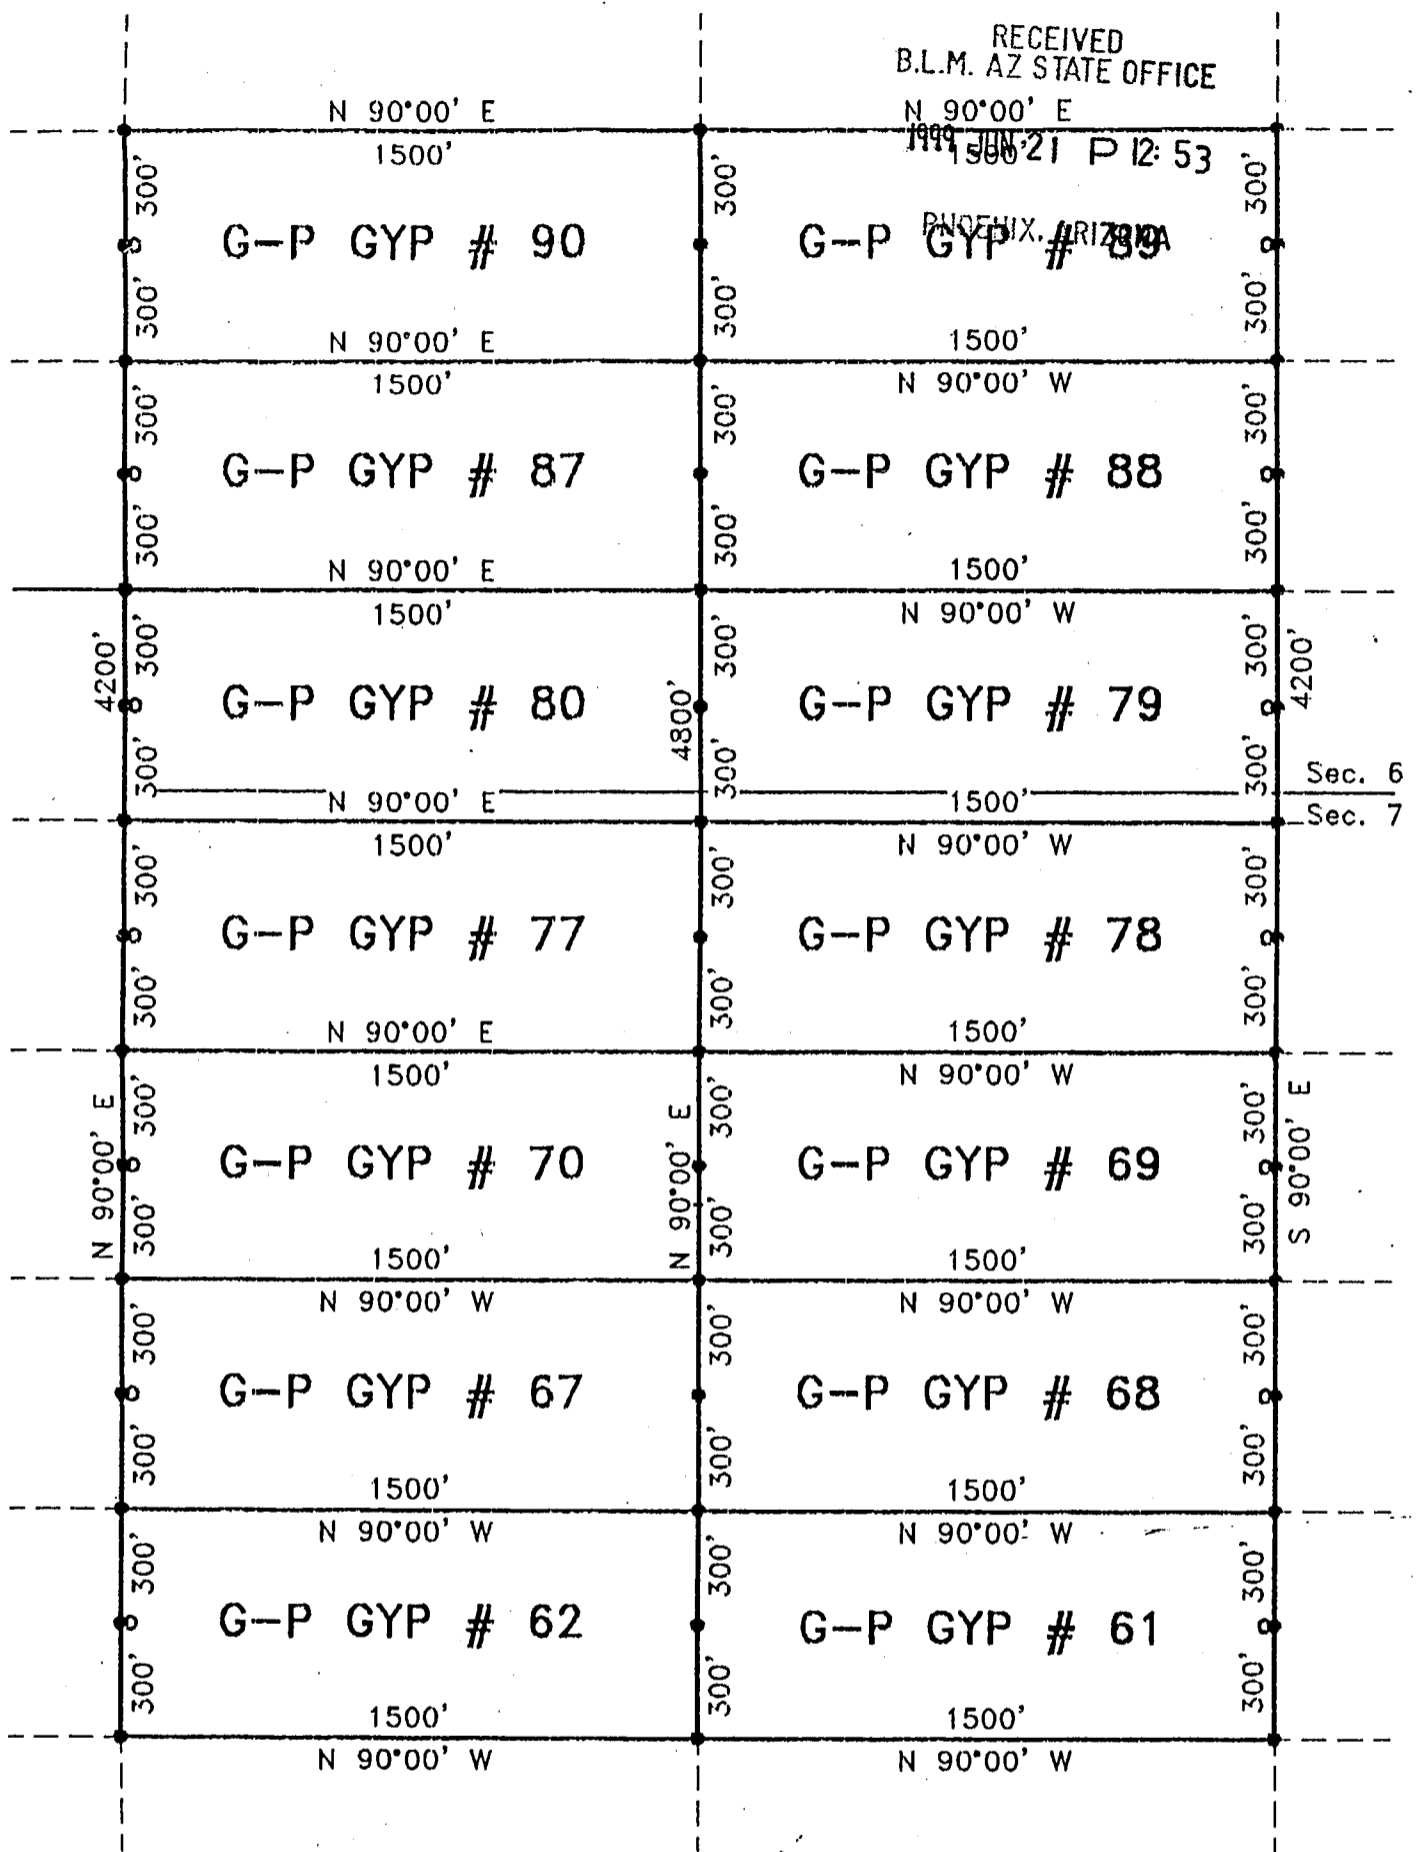 RECEIVED
B.L.M. AZ STATE OFFICE
N 90°00' E N 90°00' E
1500' 1500'
1999 JUN 21 P 12:53
300' 300' 300'
PHOENIX, ARIZONA
G-P GYP # 90 G-P GYP # 89
300' 300' 300'
N 90°00' E 1500'
1500' N 90°00' W
300' 300' 300'
G-P GYP # 87 G-P GYP # 88
300' 300' 300'
N 90°00' E 1500'
1500' N 90°00' W
300' 300' 300'
4200' G-P GYP # 80 4800' G-P GYP # 79 4200'
300' 300' 300' Sec. 6
N 90°00' E 1500' Sec. 7
1500' N 90°00' W
300' 300' 300'
G-P GYP # 77 G-P GYP # 78
300' 300' 300'
N 90°00' E 1500'
1500' N 90°00' W
300' 300' 300'
N 90°00' E G-P GYP # 70 N 90°00' E G-P GYP # 69 S 90°00' E
300' 300' 300'
1500' 1500'
N 90°00' W N 90°00' W
300' 300' 300'
G-P GYP # 67 G-P GYP # 68
300' 300' 300'
1500' 1500'
N 90°00' W N 90°00' W
300' 300' 300'
G-P GYP # 62 G-P GYP # 61
300' 300' 300'
1500' 1500'
N 90°00' W N 90°00' W